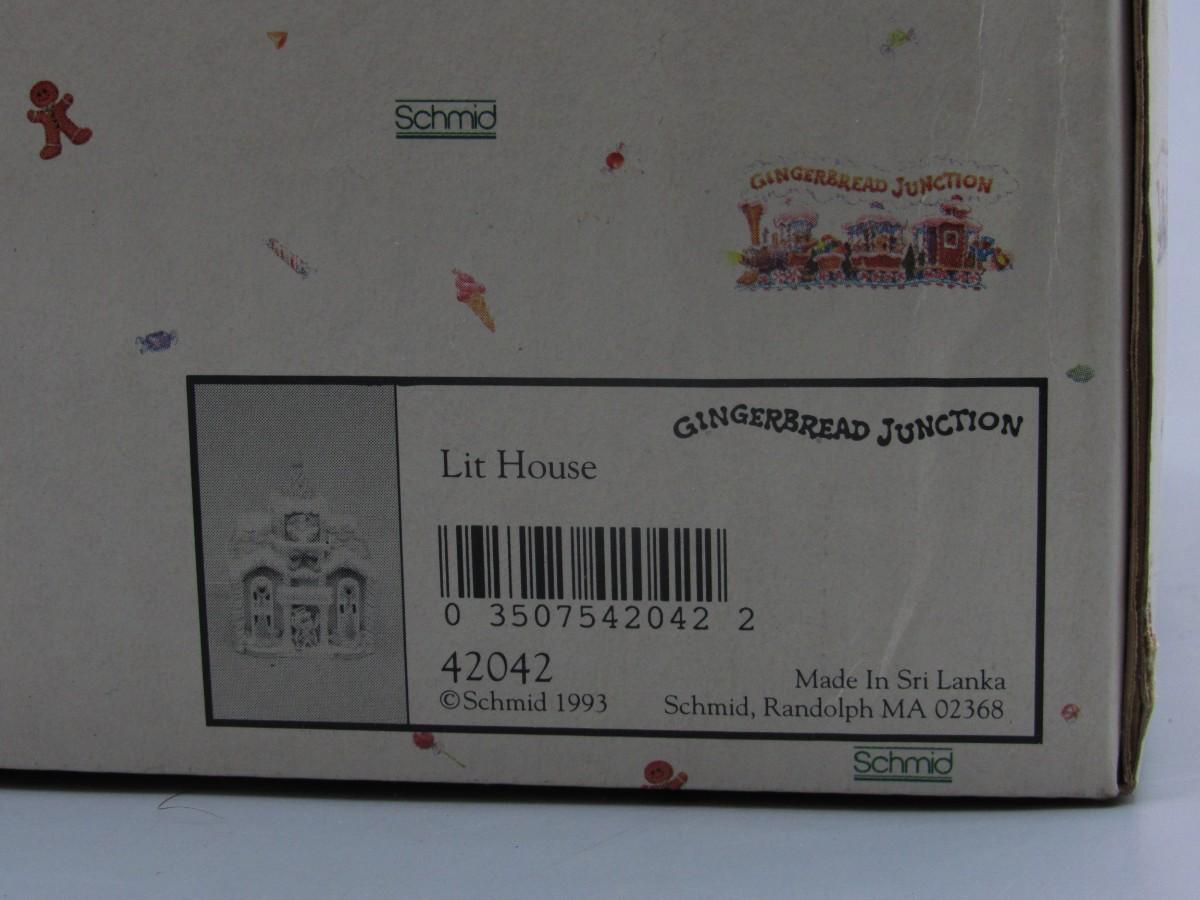 Schmid
GINGERBREAD JUNCTION
GINGERBREAD JUNCTION
Lit House
0 3507542042 2
42042
©Schmid 1993
Made In Sri Lanka
Schmid, Randolph MA 02368
Schmid